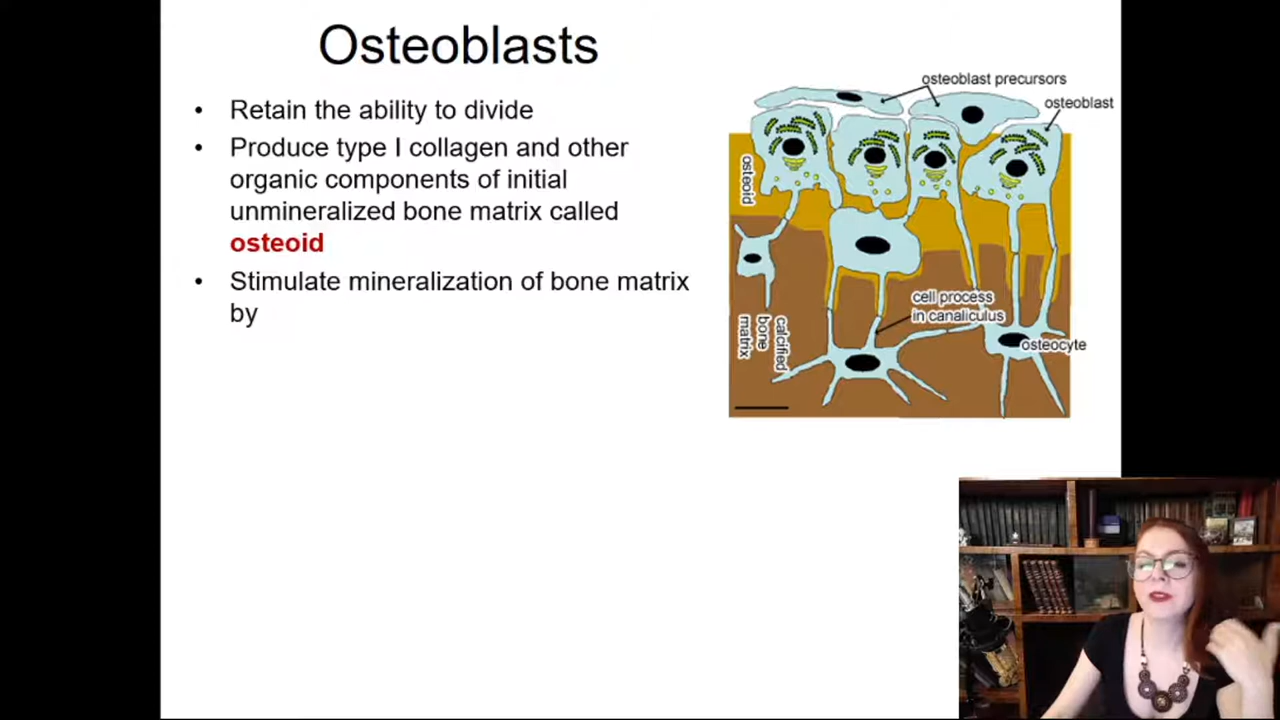 Osteoblasts
• Retain the ability to divide
• Produce type I collagen and other
organic components of initial
unmineralized bone matrix called
osteoid
• Stimulate mineralization of bone matrix
by
osteoblast precursors
osteoblast
osteoid
cell process
in canaliculus
calcified
bone
matrix
osteocyte